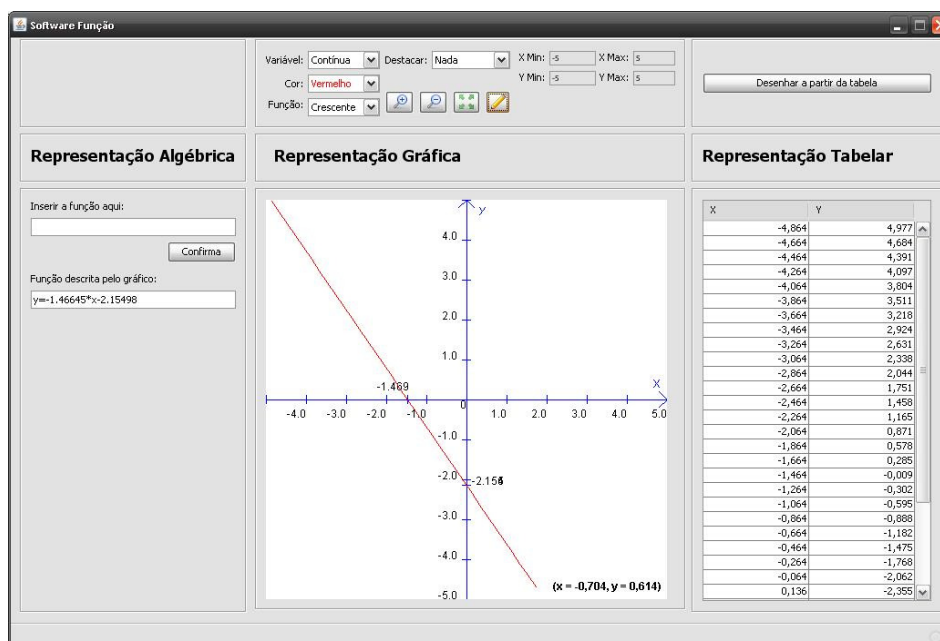 Software Função
Variável: Contínua Destacar: Nada X Min: -5 X Max: 5
Cor: Vermelho Y Min: -5 Y Max: 5
Função: Crescente
Desenhar a partir da tabela
Representação Algébrica
Representação Gráfica
Representação Tabelar
Inserir a função aqui:
Confirma
Função descrita pelo gráfico:
y=-1.46645*x-2.15498
y
4.0
3.0
2.0
1.0
-1.469
X
0
-4.0 -3.0 -2.0 -1.0 1.0 2.0 3.0 4.0 5.0
-1.0
-2.0
-3.0
-4.0
(x = -0,704, y = 0,614)
-5.0
X Y
-4,864 4,977
-4,664 4,684
-4,464 4,391
-4,264 4,097
-4,064 3,804
-3,864 3,511
-3,664 3,218
-3,464 2,924
-3,264 2,631
-3,064 2,338
-2,864 2,044
-2,664 1,751
-2,464 1,458
-2,264 1,165
-2,064 0,871
-1,864 0,578
-1,664 0,285
-1,464 -0,009
-1,264 -0,302
-1,064 -0,595
-0,864 -0,888
-0,664 -1,182
-0,464 -1,475
-0,264 -1,768
-0,064 -2,062
0,136 -2,355